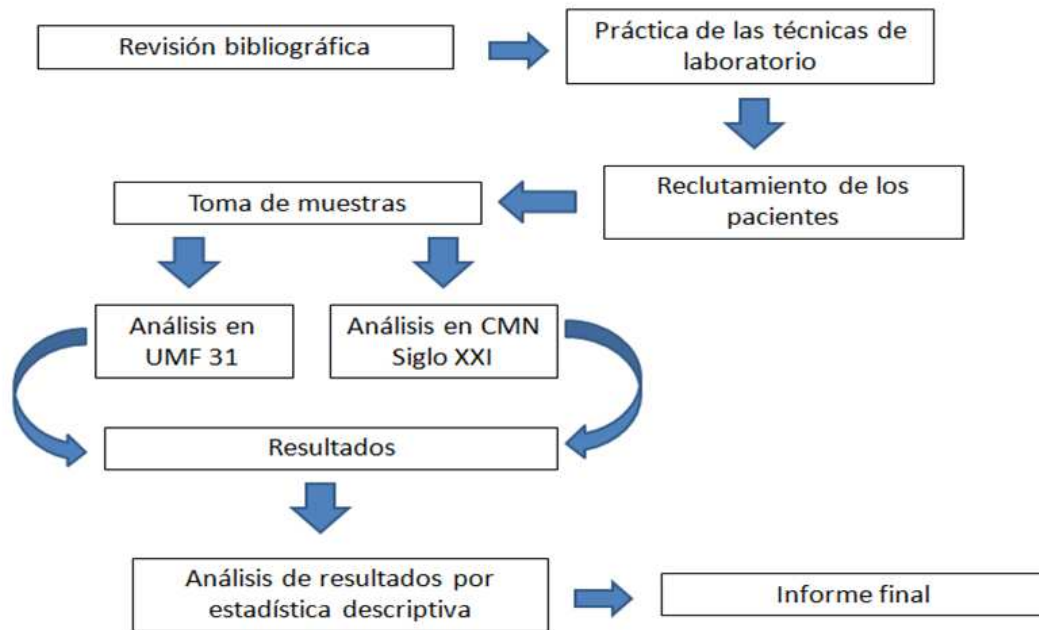 Revisión bibliográfica
Práctica de las técnicas de
laboratorio
Reclutamiento de los
pacientes
Toma de muestras
Análisis en
UMF 31
Análisis en CMN
Siglo XXI
Resultados
Análisis de resultados por
estadística descriptiva
Informe final